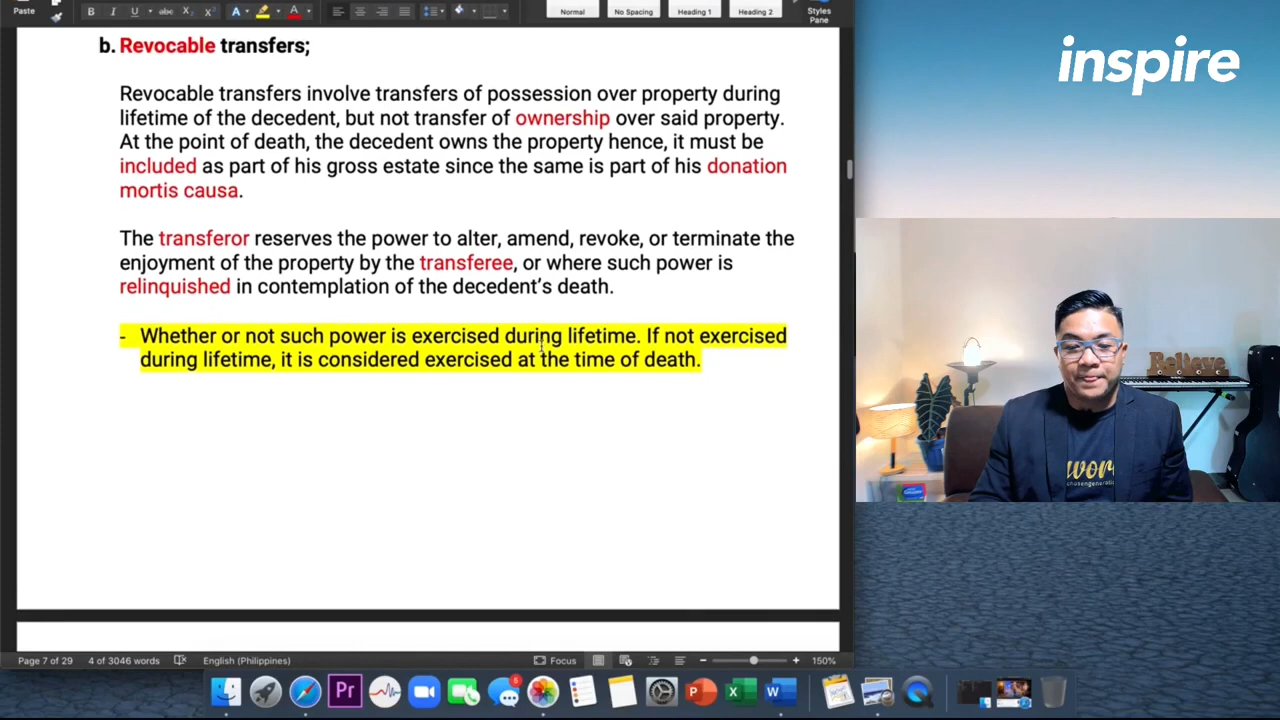 Paste
B I U abc X₂ X² A A
Normal
No Spacing
Heading 1
Heading 2
Styles
Pane
b. Revocable transfers;
Revocable transfers involve transfers of possession over property during
lifetime of the decedent, but not transfer of ownership over said property.
At the point of death, the decedent owns the property hence, it must be
included as part of his gross estate since the same is part of his donation
mortis causa.
The transferor reserves the power to alter, amend, revoke, or terminate the
enjoyment of the property by the transferee, or where such power is
relinquished in contemplation of the decedent’s death.
- Whether or not such power is exercised during lifetime. If not exercised
during lifetime, it is considered exercised at the time of death.
Page 7 of 29
4 of 3046 words
English (Philippines)
Focus
150%
inspire
Believe
Pr
P
X
W